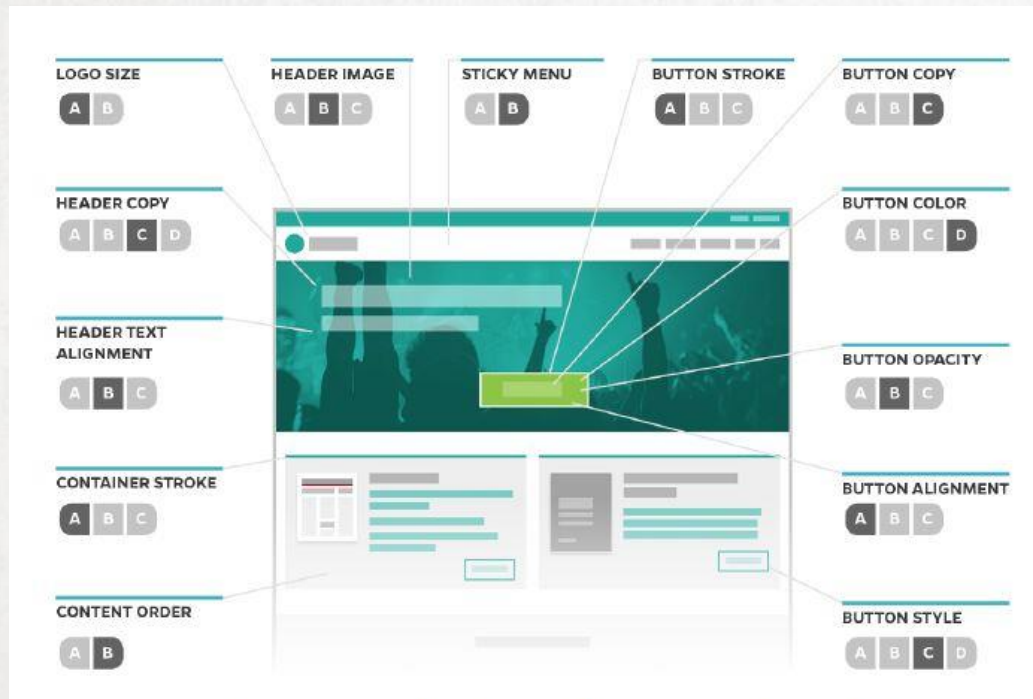 LOGO SIZE
A B
HEADER IMAGE
A B C
STICKY MENU
A B
BUTTON STROKE
A B C
BUTTON COPY
A B C
HEADER COPY
A B C D
BUTTON COLOR
A B C D
HEADER TEXT
ALIGNMENT
A B C
BUTTON OPACITY
A B C
CONTAINER STROKE
A B C
BUTTON ALIGNMENT
A B C
CONTENT ORDER
A B
BUTTON STYLE
A B C D